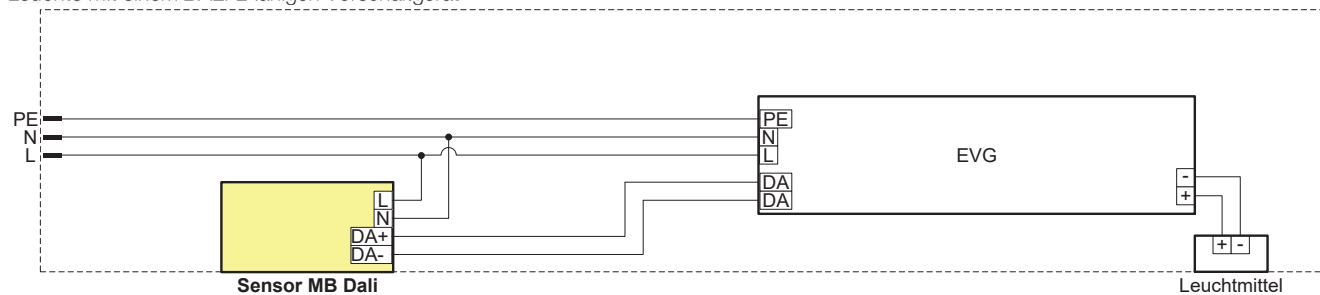 PE
N
L
L
N
DA+
DA-
Sensor MB Dali
PE
N
L
DA
DA
EVG
-
+
+ -
Leuchtmittel